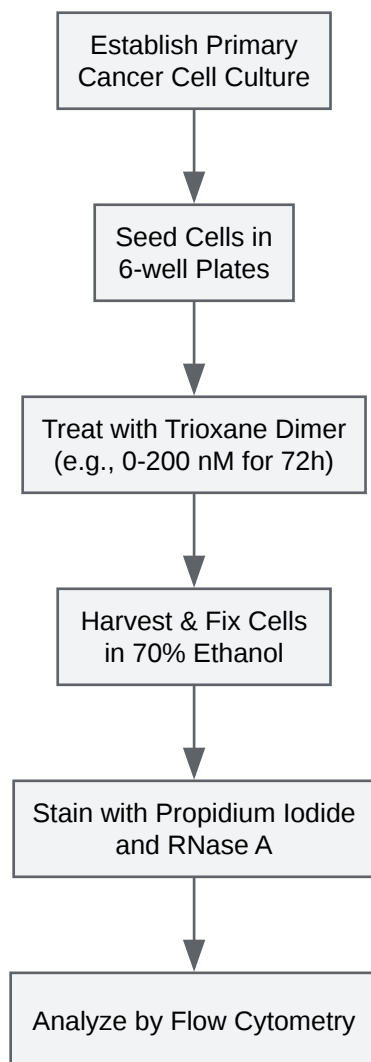 Establish Primary
Cancer Cell Culture
Seed Cells in
6-well Plates
Treat with Trioxane Dimer
(e.g., 0-200 nM for 72h)
Harvest & Fix Cells
in 70% Ethanol
Stain with Propidium Iodide
and RNase A
Analyze by Flow Cytometry